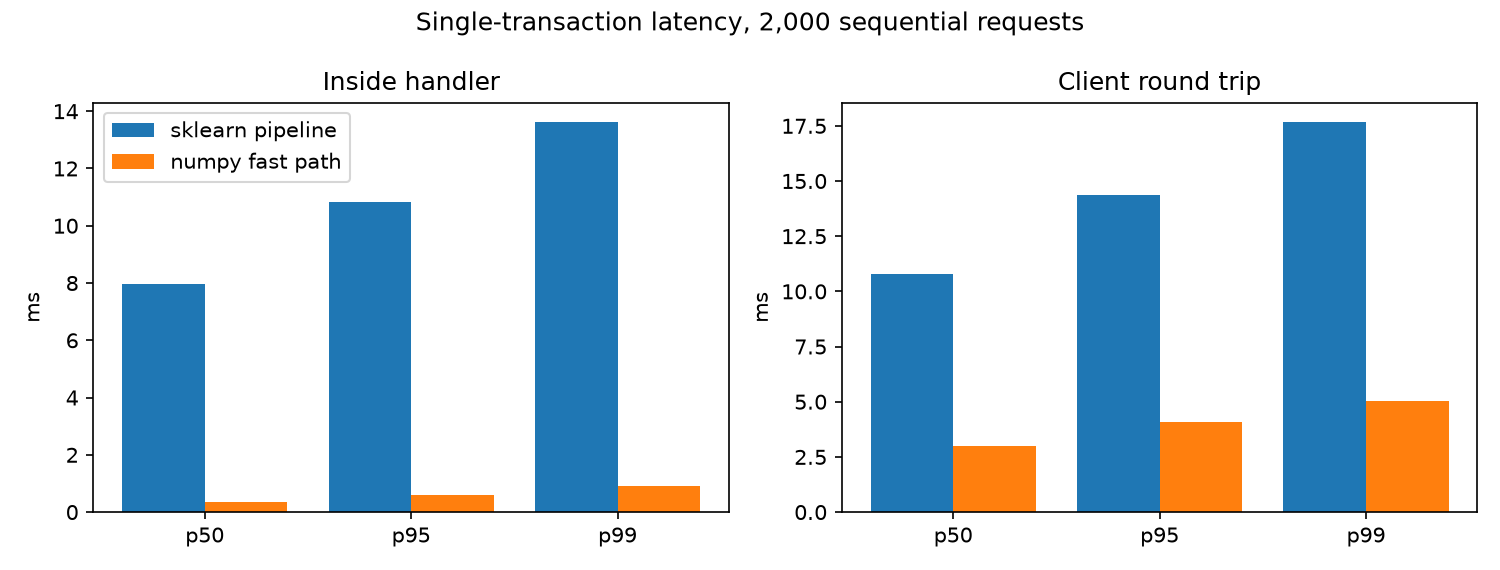 Single-transaction latency, 2,000 sequential requests
Inside handler
14
12
10
8
6
4
2
0
ms
sklearn pipeline
numpy fast path
p50
p95
p99
Client round trip
17.5
15.0
12.5
10.0
7.5
5.0
2.5
0.0
ms
p50
p95
p99